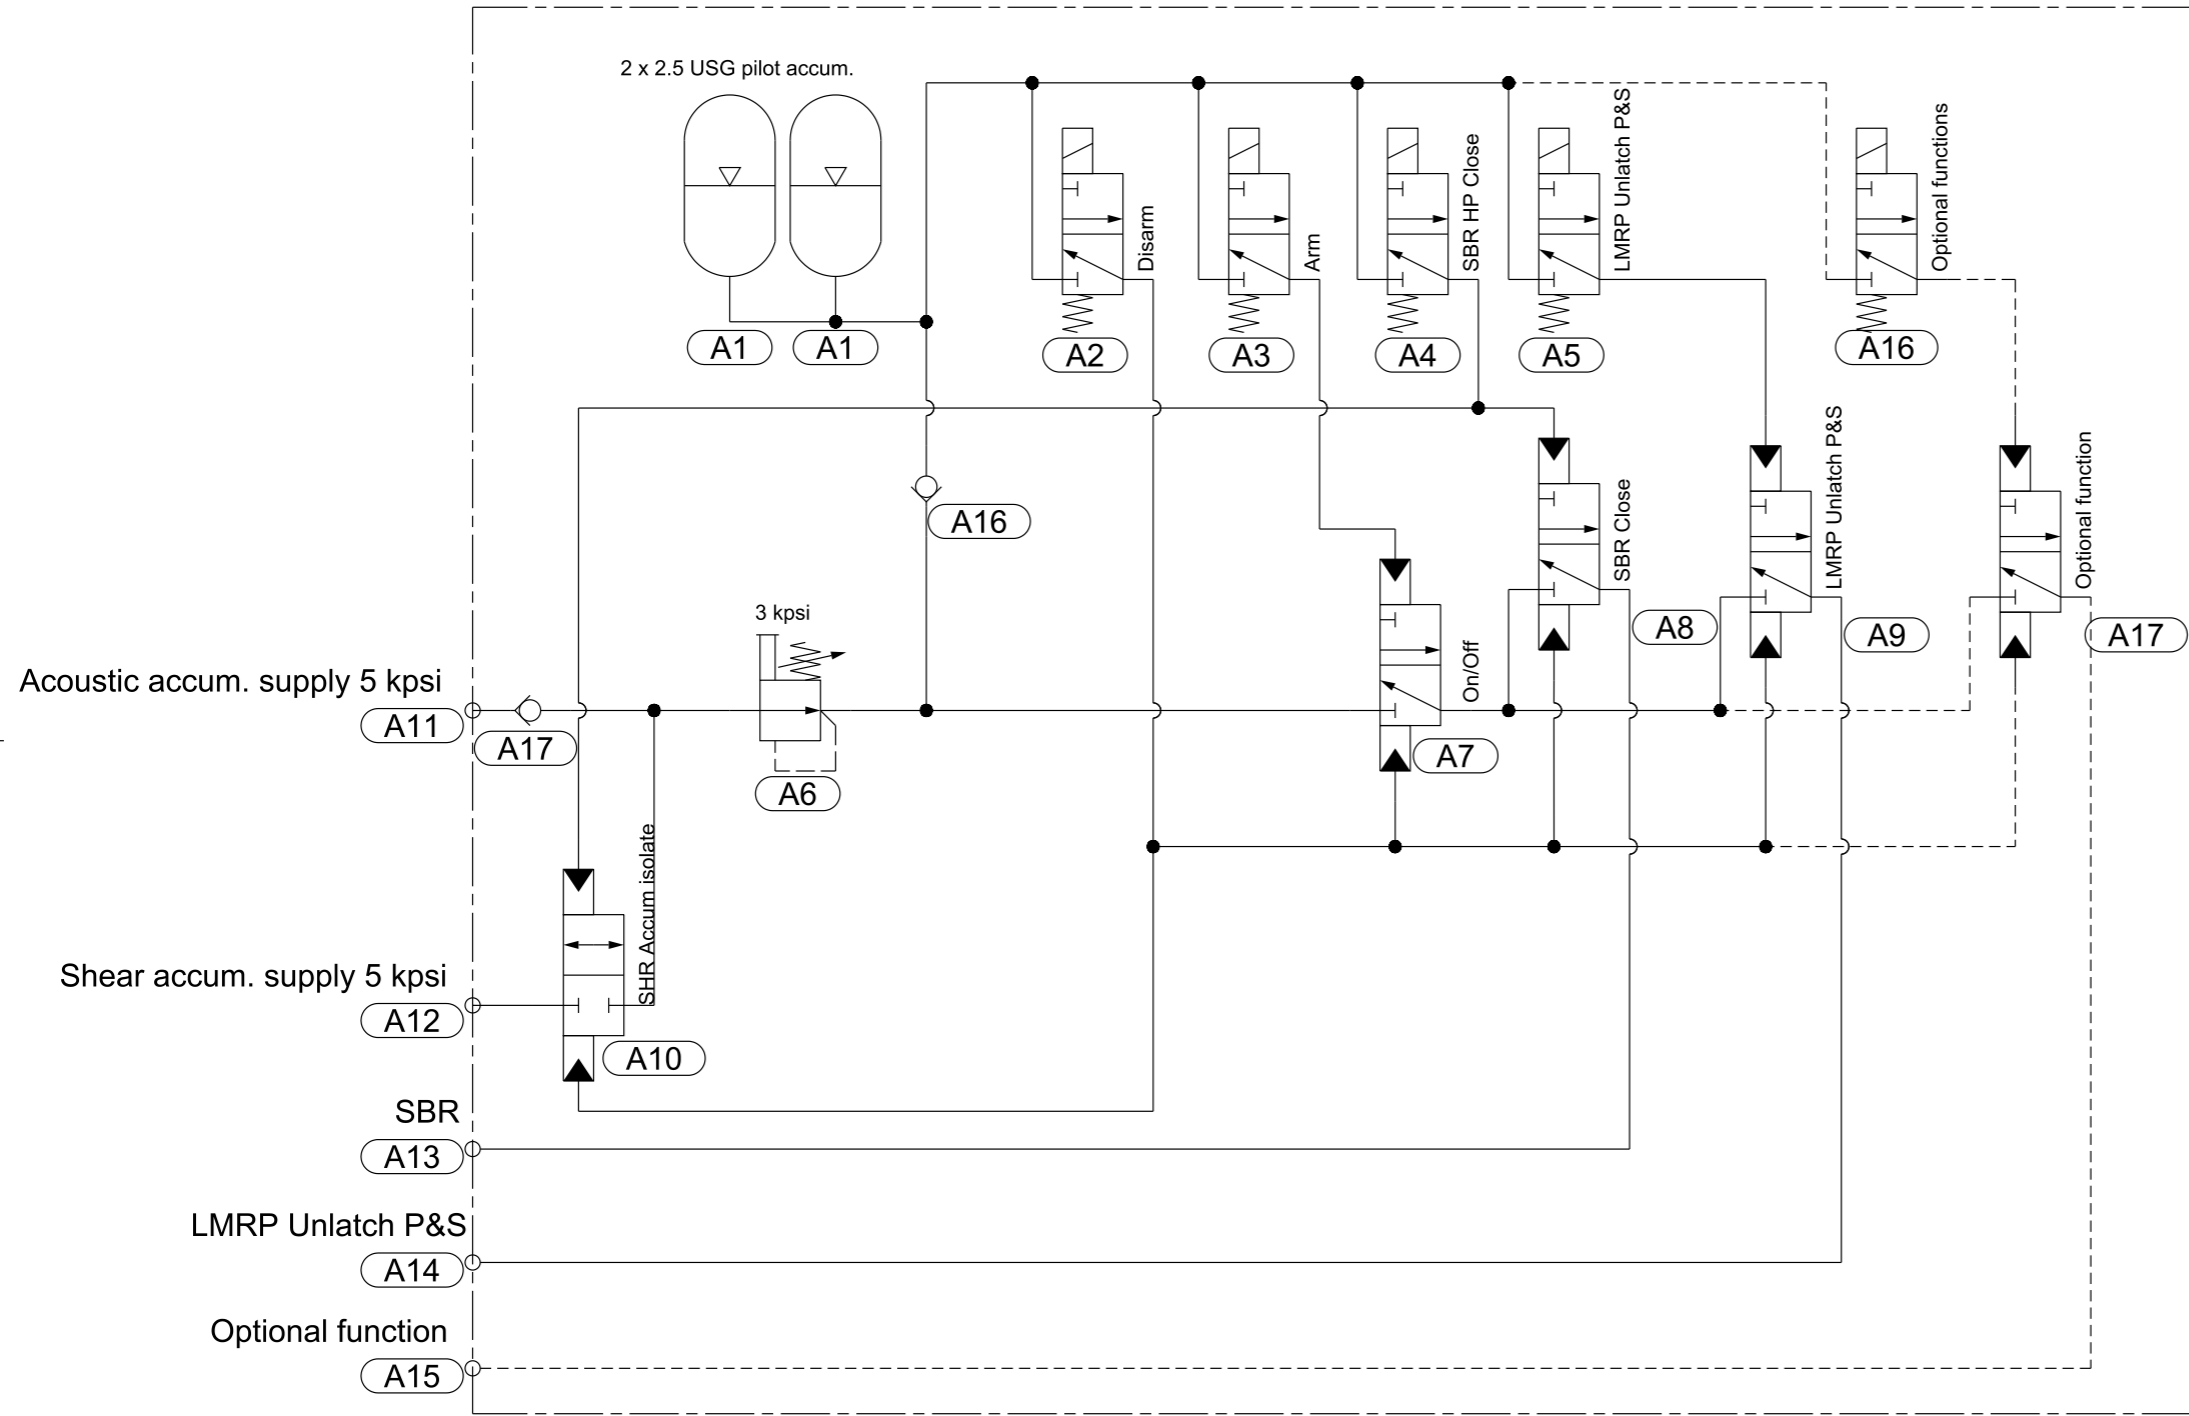 2 x 2.5 USG pilot accum.
A1
A1
Disarm
A2
Arm
A3
SBR HP Close
A4
LMRP Unlatch P&S
A5
Optional functions
A16
A16
SBR Close
A8
LMRP Unlatch P&S
A9
Optional function
A17
3 kpsi
A6
On/Off
A7
Acoustic accum. supply 5 kpsi
A11
A17
SHR Accum isolate
Shear accum. supply 5 kpsi
A12
A10
SBR
A13
LMRP Unlatch P&S
A14
Optional function
A15